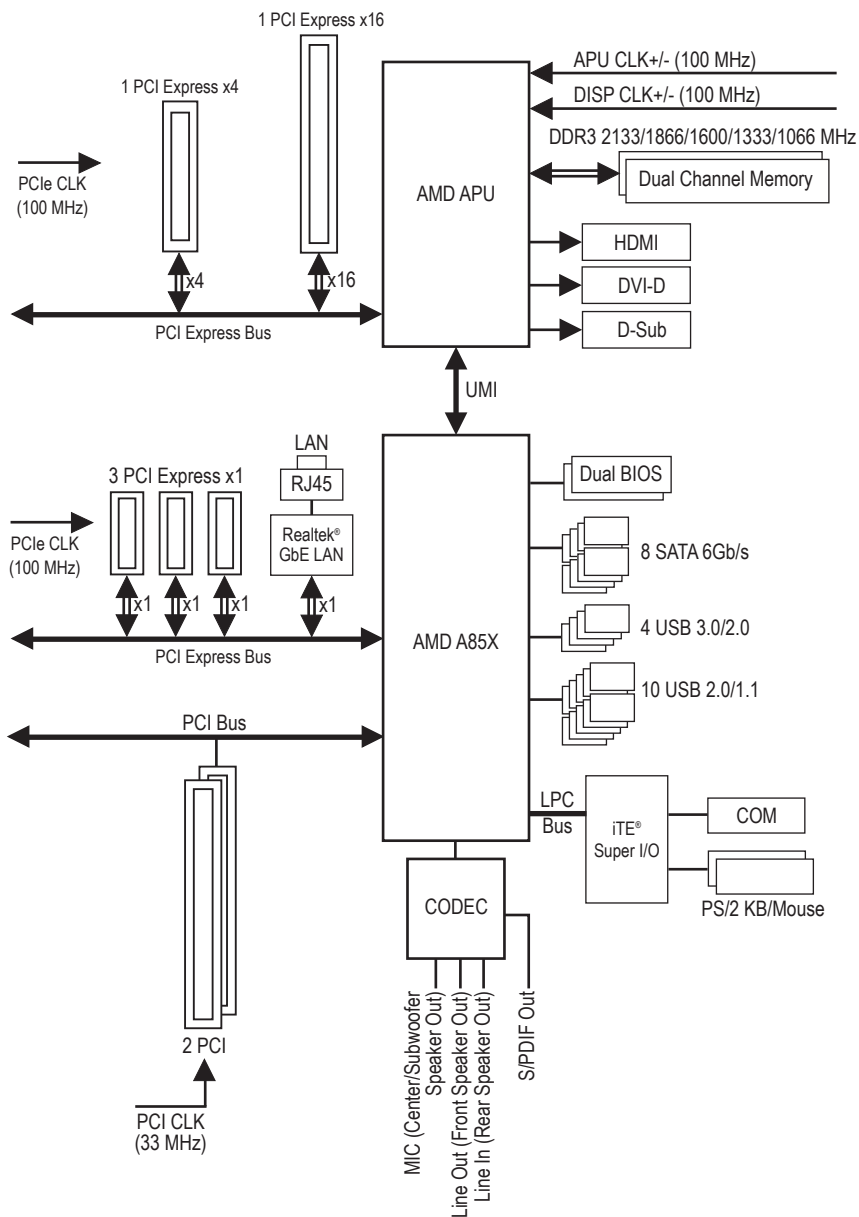 1 PCI Express x16
1 PCI Express x4
APU CLK+/- (100 MHz)
DISP CLK+/- (100 MHz)
DDR3 2133/1866/1600/1333/1066 MHz
Dual Channel Memory
PCIe CLK
(100 MHz)
AMD APU
HDMI
DVI-D
D-Sub
x4
x16
PCI Express Bus
UMI
LAN
RJ45
3 PCI Express x1
Realtek®
GbE LAN
PCIe CLK
(100 MHz)
x1
x1
x1
x1
PCI Express Bus
AMD A85X
Dual BIOS
8 SATA 6Gb/s
4 USB 3.0/2.0
10 USB 2.0/1.1
PCI Bus
LPC
Bus
iTE®
Super I/O
COM
PS/2 KB/Mouse
CODEC
2 PCI
PCI CLK
(33 MHz)
MIC (Center/Subwoofer
Speaker Out)
Line Out (Front Speaker Out)
Line In (Rear Speaker Out)
S/PDIF Out